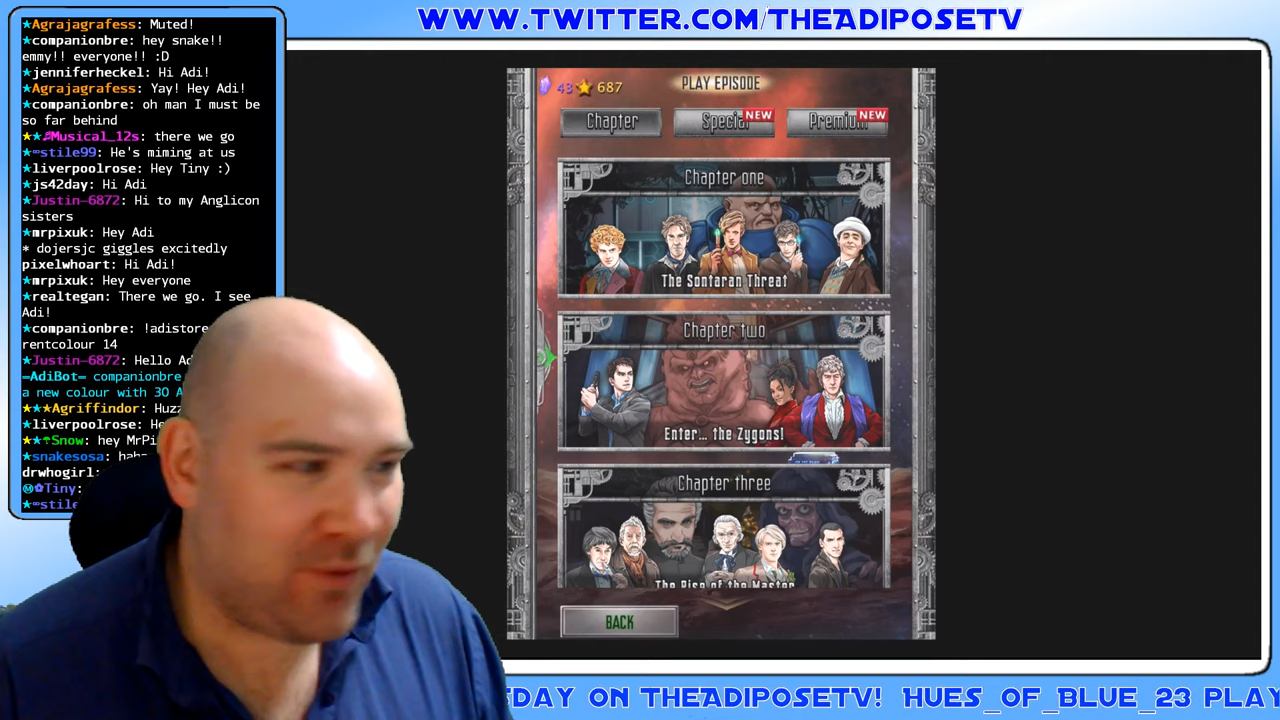 WWW.TWITTER.COM/THEADIPOSETV
★Agrajagrafess: Muted!
★companionbre: hey snake!!
emmy!! everyone!! :D
★jenniferheckel: Hi Adi!
★Agrajagrafess: Yay! Hey Adi!
★companionbre: oh man I must be
so far behind
Musical_12s: there we go
stile99: He's miming at us
★liverpoolrose: Hey Tiny :)
★js42day: Hi Adi
★Justin-6872: Hi to my Anglicon
sisters
★mrpixuk: Hey Adi
* dojersjc giggles excitedly
pixelwhoart: Hi Adi!
★mrpixuk: Hey everyone
★realtegan: There we go. I see
Adi!
★companionbre: !adistore
rentcolour 14
★Justin-6872: Hello
=AdiBot= companionbre
a new colour with 30
★★★Agriffindor:
★liverpoolrose:
Snow: hey
★snakesosa:
drwhogirl:
Tiny:
43 ★ 687
PLAY EPISODE
Chapter
NEW
NEW
Chapter one
The Sontaran Threat
Chapter two
Enter... the Zygons!
Chapter three
The Rise of the Master
BACK
ON THEADIPOSETV! HUES_OF_BLUE_23 PLAY